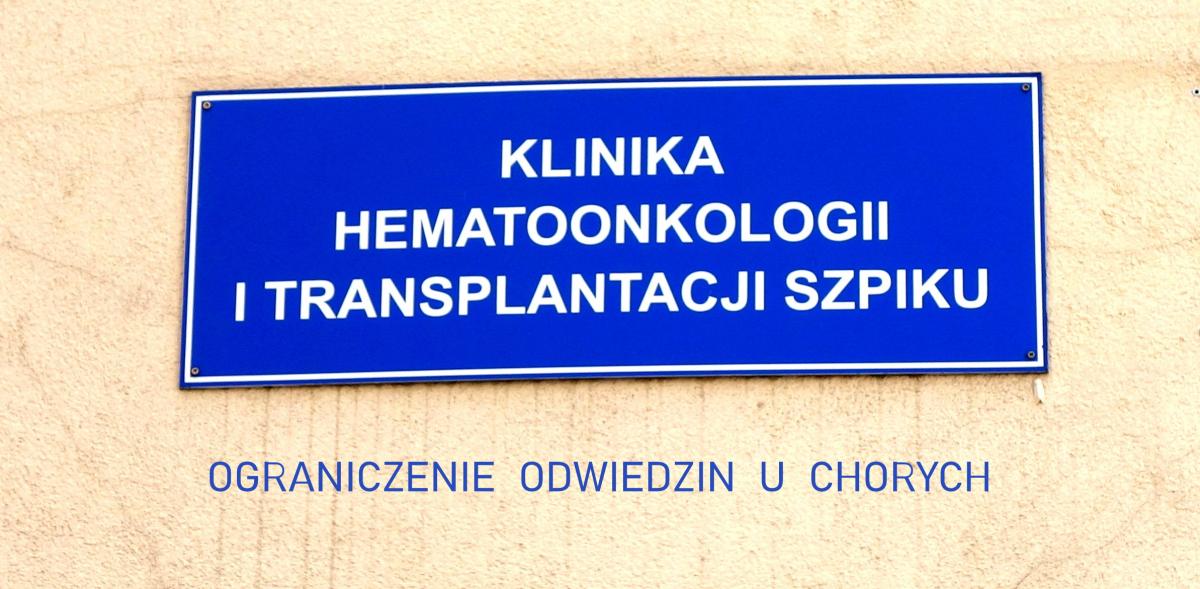 KLINIKA
HEMATOONKOLOGII
I TRANSPLANTACJI SZPIKU
OGRANICZENIE ODWIEDZIN U CHORYCH